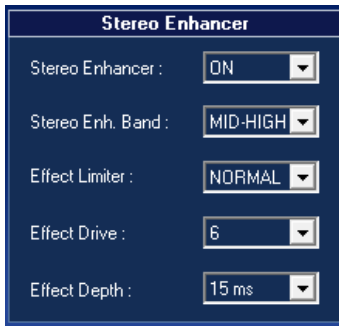 Stereo Enhancer
Stereo Enhancer : ON
Stereo Enh. Band : MID-HIGH
Effect Limiter : NORMAL
Effect Drive : 6
Effect Depth : 15 ms